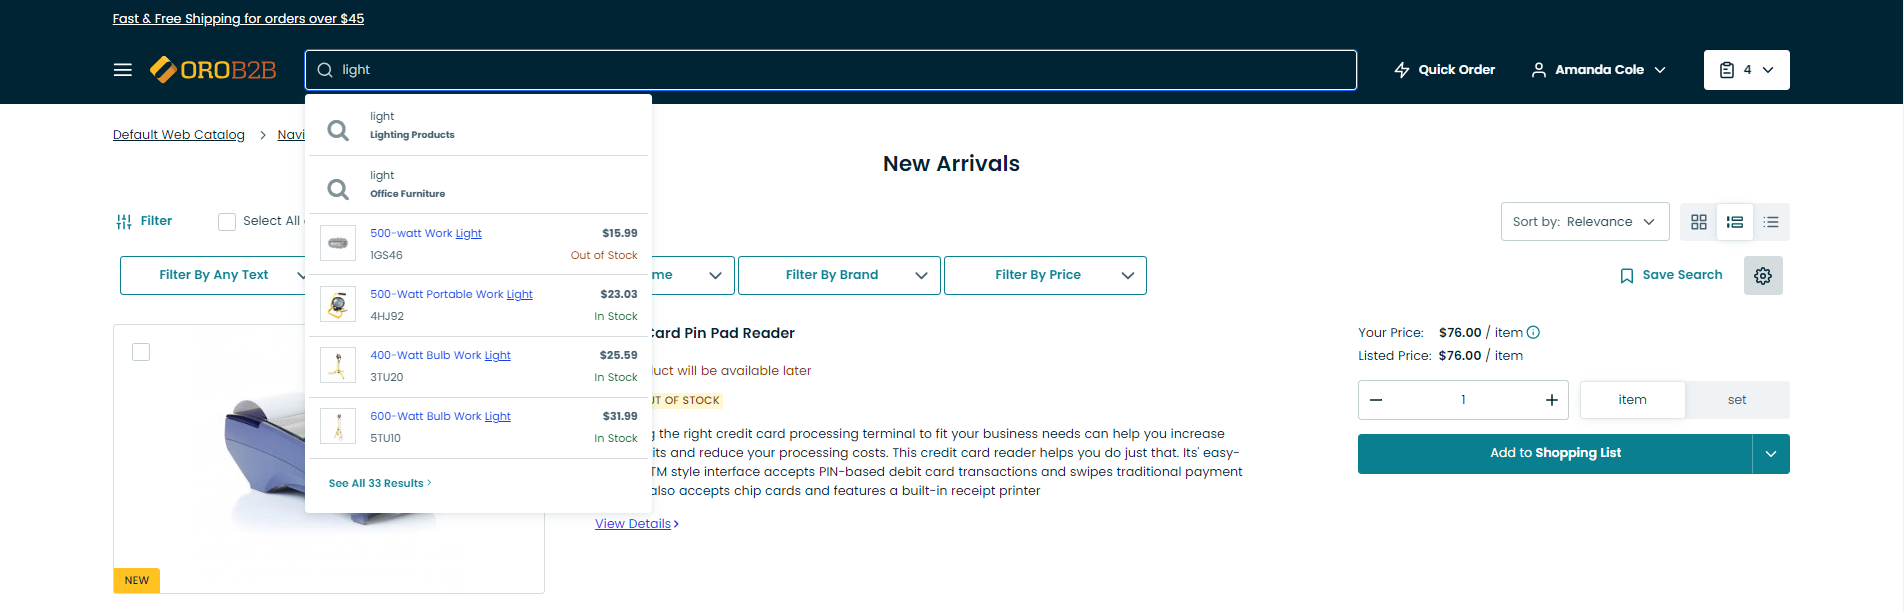 Fast & Free Shipping for orders over $45
OROB2B
light
Quick Order
Amanda Cole
4
light
Lighting Products
light
Office Furniture
500-watt Work Light $15.99
1GS46 Out of Stock
500-Watt Portable Work Light $23.03
4HJ92 In Stock
400-Watt Bulb Work Light $25.59
3TU20 In Stock
600-Watt Bulb Work Light $31.99
5TU10 In Stock
See All 33 Results
Default Web Catalog
New Arrivals
Filter
Select All
Sort by: Relevance
Filter By Any Text
Filter By Brand
Filter By Price
Save Search
Card Pin Pad Reader
will be available later
OF STOCK
the right credit card processing terminal to fit your business needs can help you increase
and reduce your processing costs. This credit card reader helps you do just that. Its' easy-
style interface accepts PIN-based debit card transactions and swipes traditional payment
also accepts chip cards and features a built-in receipt printer
View Details
NEW
Your Price: $76.00 / item
Listed Price: $76.00 / item
1
item
set
Add to Shopping List